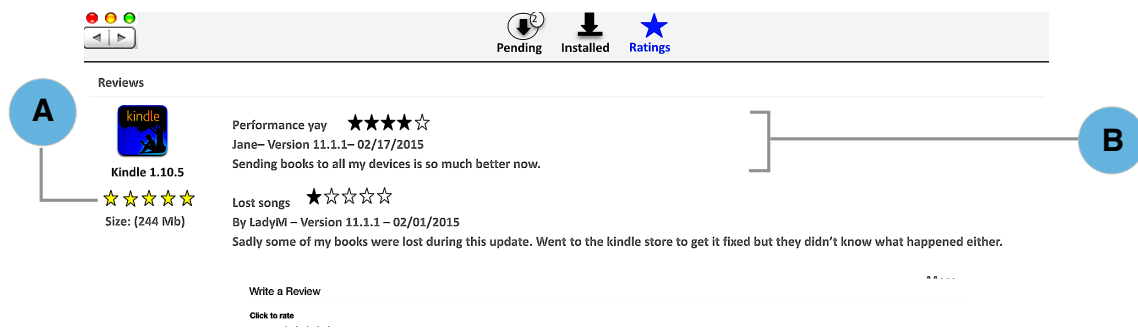 2
Pending Installed Ratings
Reviews
A
B
kindle
Kindle 1.10.5
Size: (244 Mb)
Performance yay
Jane– Version 11.1.1– 02/17/2015
Sending books to all my devices is so much better now.
Lost songs
By LadyM – Version 11.1.1 – 02/01/2015
Sadly some of my books were lost during this update. Went to the kindle store to get it fixed but they didn’t know what happened either.
Write a Review
Click to rate